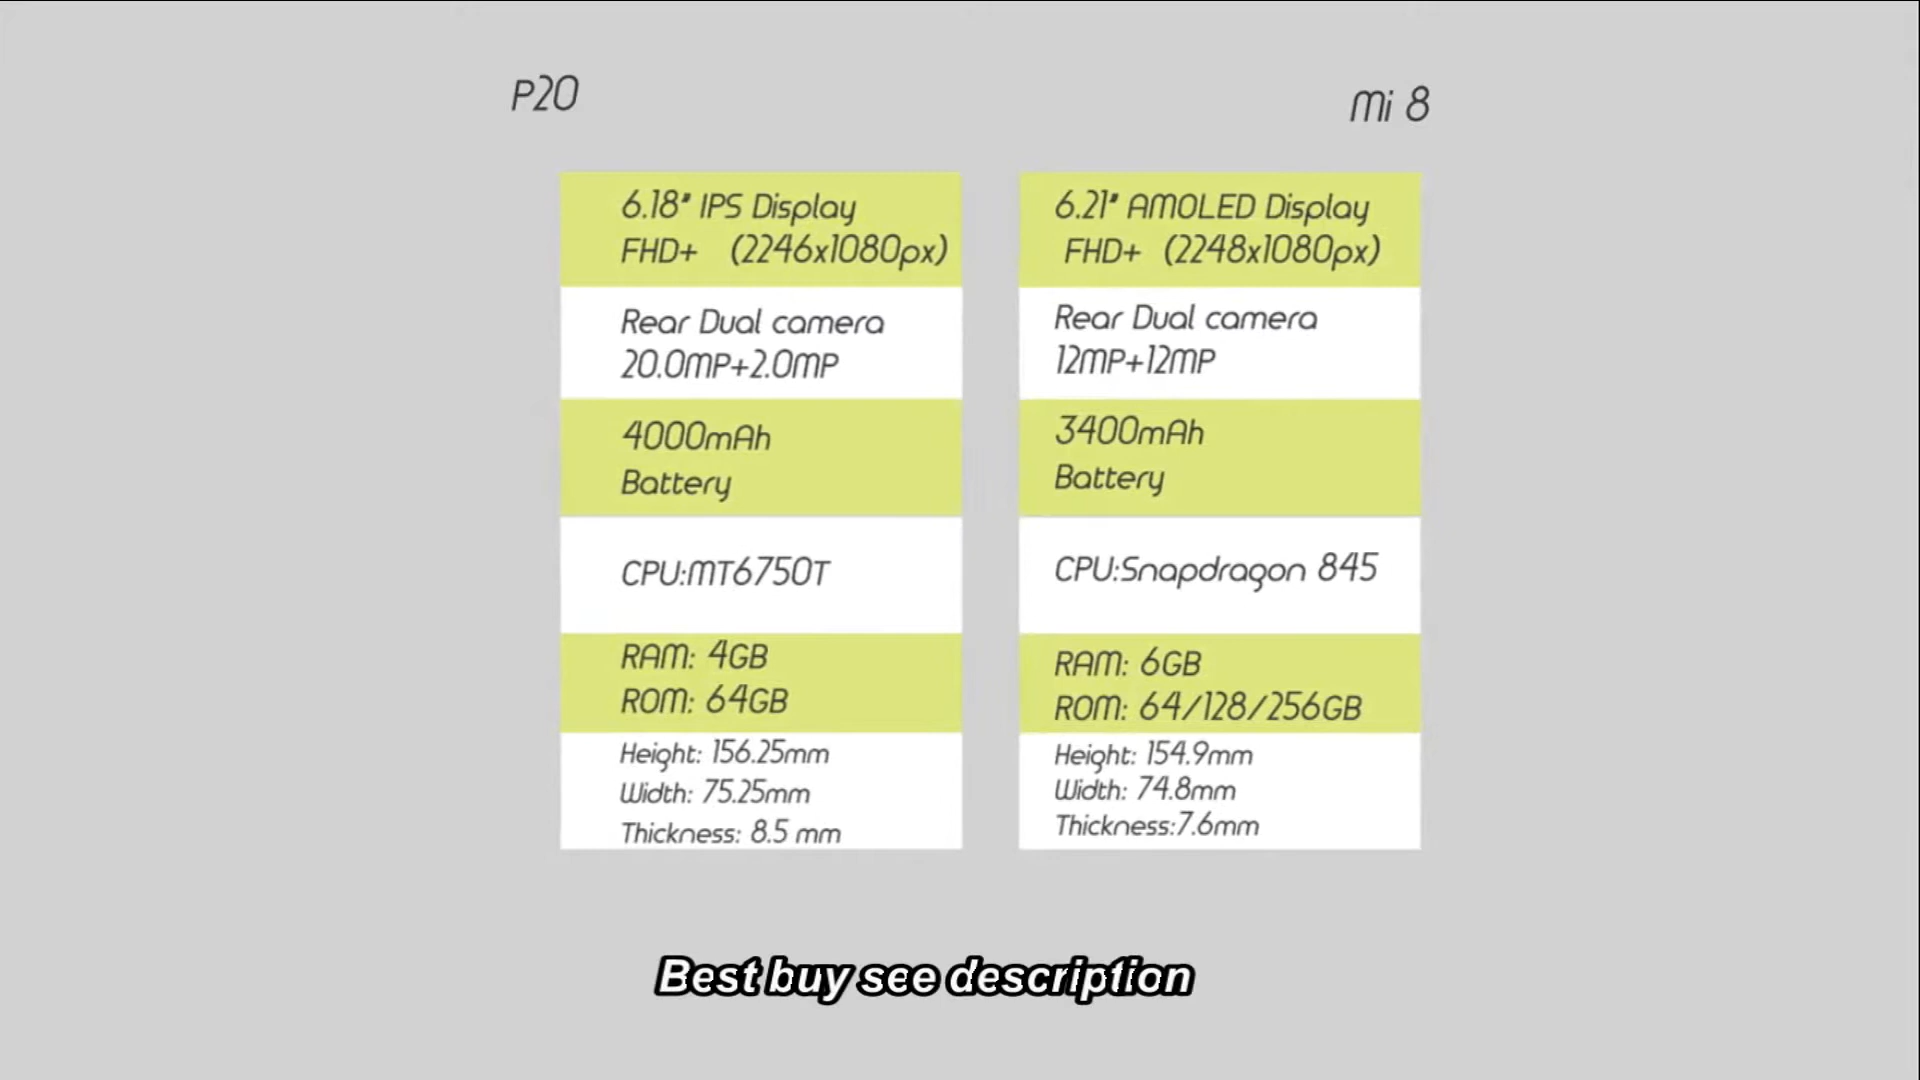 P20
Mi 8
6.18" IPS Display
FHD+ (2246x1080px)
Rear Dual camera
20.0MP+2.0MP
4000mAh
Battery
CPU:MT6750T
RAM: 4GB
ROM: 64GB
Height: 156.25mm
Width: 75.25mm
Thickness: 8.5 mm
6.21" AMOLED Display
FHD+ (2248x1080px)
Rear Dual camera
12MP+12MP
3400mAh
Battery
CPU:Snapdragon 845
RAM: 6GB
ROM: 64/128/256GB
Height: 154.9mm
Width: 74.8mm
Thickness:7.6mm
Best buy see description